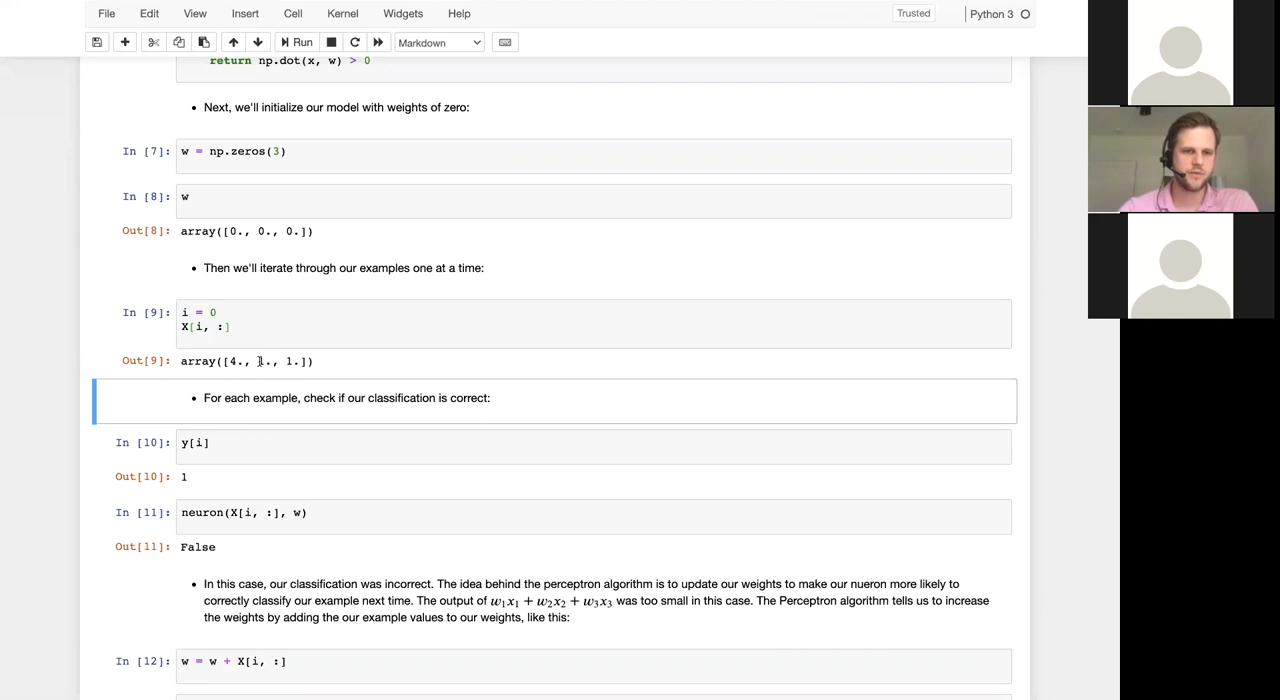 File Edit View Insert Cell Kernel Widgets Help Trusted Python 3
Run Markdown
return np.dot(x, w) > 0
• Next, we'll initialize our model with weights of zero:
In [7]: w = np.zeros(3)
In [8]: w
Out[8]: array([0., 0., 0.])
• Then we'll iterate through our examples one at a time:
In [9]: i = 0
X[i, :]
Out[9]: array([4., ., 1.])
• For each example, check if our classification is correct:
In [10]: y[i]
Out[10]: 1
In [11]: neuron(X[i, :], w)
Out[11]: False
• In this case, our classification was incorrect. The idea behind the perceptron algorithm is to update our weights to make our nueron more likely to
correctly classify our example next time. The output of w₁x₁ + w₂x₂ + w₃x₃ was too small in this case. The Perceptron algorithm tells us to increase
the weights by adding the our example values to our weights, like this:
In [12]: w = w + X[i, :]